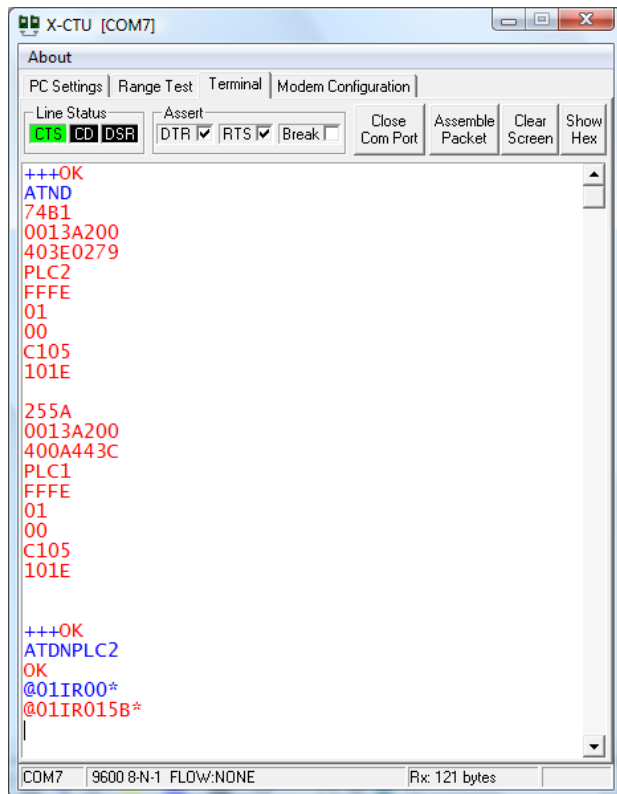 X-CTU [COM7]
About
PC Settings Range Test Terminal Modem Configuration
Line Status Assert
CTS CD DSR DTR RTS Break Close Com Port Assemble Packet Clear Screen Show Hex
+++OK
ATND
74B1
0013A200
403E0279
PLC2
FFFE
01
00
C105
101E
255A
0013A200
400A443C
PLC1
FFFE
01
00
C105
101E
+++OK
ATDNPLC2
OK
@01IR00*
@01IR015B*
COM7 9600 8-N-1 FLOW:NONE Rx: 121 bytes